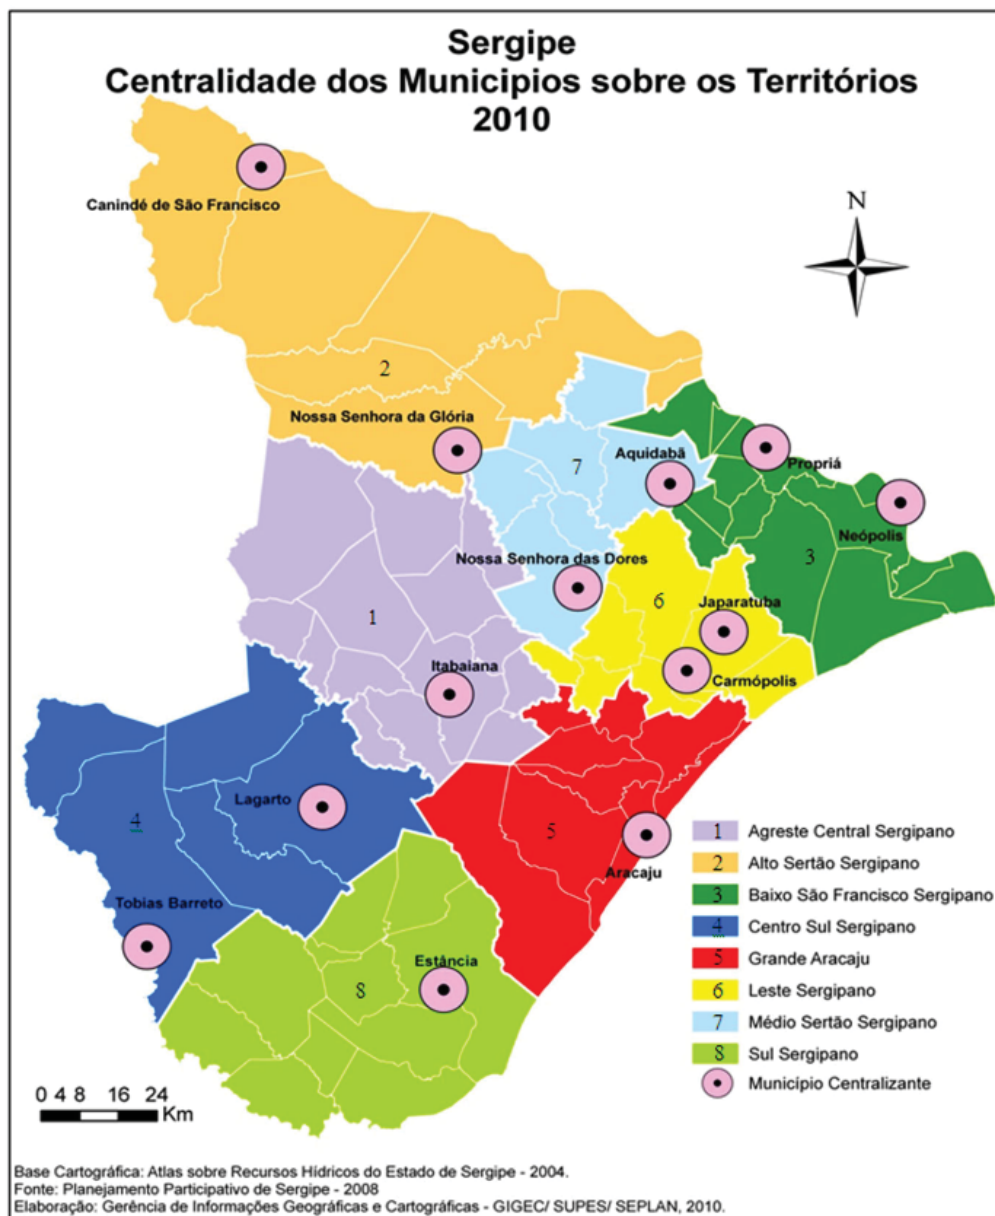 Sergipe
Centralidade dos Municipios sobre os Territórios
2010
Canindé de São Francisco
N
2
Nossa Senhora da Glória
7
Aquidabã
Propriá
Neópolis
Nossa Senhora das Dores
3
6
Japaratuba
1
Itabaiana
Carmópolis
Lagarto
4
5
Aracaju
Tobias Barreto
Estância
8
1 Agreste Central Sergipano
2 Alto Sertão Sergipano
3 Baixo São Francisco Sergipano
4 Centro Sul Sergipano
5 Grande Aracaju
6 Leste Sergipano
7 Médio Sertão Sergipano
8 Sul Sergipano
Município Centralizante
0 4 8 16 24
Km
Base Cartográfica: Atlas sobre Recursos Hídricos do Estado de Sergipe - 2004.
Fonte: Planejamento Participativo de Sergipe - 2008
Elaboração: Gerência de Informações Geográficas e Cartográficas - GIGEC/ SUPES/ SEPLAN, 2010.